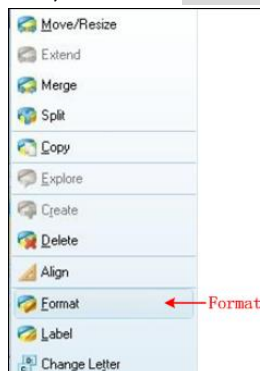 Move/Resize
Extend
Merge
Split
Copy
Explore
Create
Delete
Align
Format Format
Label
Change Letter